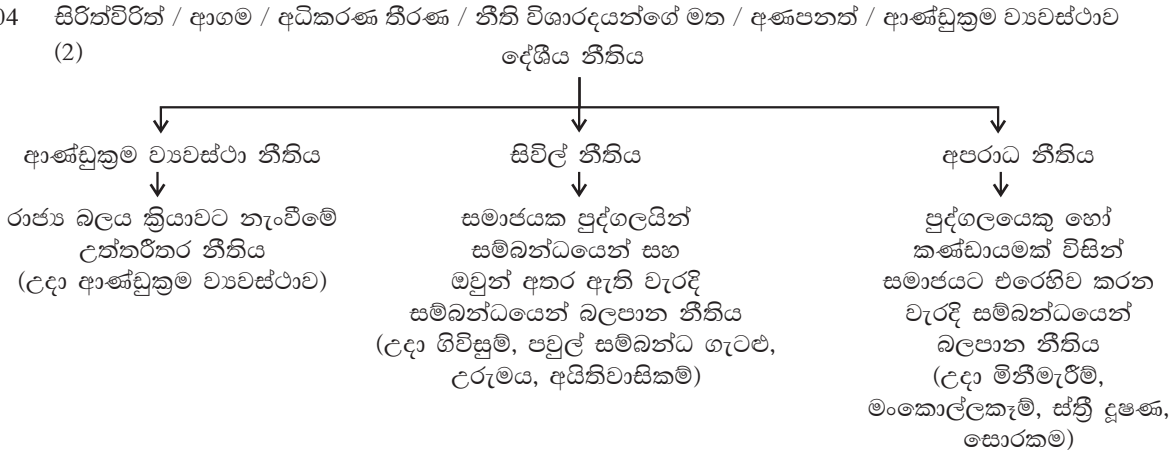 04 සිරිත්විරිත් / ආගම / අධිකරණ තීරණ / නීති විශාරදයන්ගේ මත / අණපනත් / ආණ්ඩුක්‍රම ව්‍යවස්ථාව
(2)
දේශීය නීතිය
ආණ්ඩුක්‍රම ව්‍යවස්ථා නීතිය
රාජ්‍ය බලය ක්‍රියාවට නැංවීමේ
උත්තරීතර නීතිය
(උදා ආණ්ඩුක්‍රම ව්‍යවස්ථාව)
සිවිල් නීතිය
සමාජයක පුද්ගලයින්
සම්බන්ධයෙන් සහ
ඔවුන් අතර ඇති වැරදි
සම්බන්ධයෙන් බලපාන නීතිය
(උදා ගිවිසුම්, පවුල් සම්බන්ධ ගැටළු,
උරුමය, අයිතිවාසිකම්)
අපරාධ නීතිය
පුද්ගලයෙකු හෝ
කණ්ඩායමක් විසින්
සමාජයට එරෙහිව කරන
වැරදි සම්බන්ධයෙන්
බලපාන නීතිය
(උදා මිනීමැරීම්,
මංකොල්ලකෑම්, ස්ත්‍රී දූෂණ,
සොරකම)